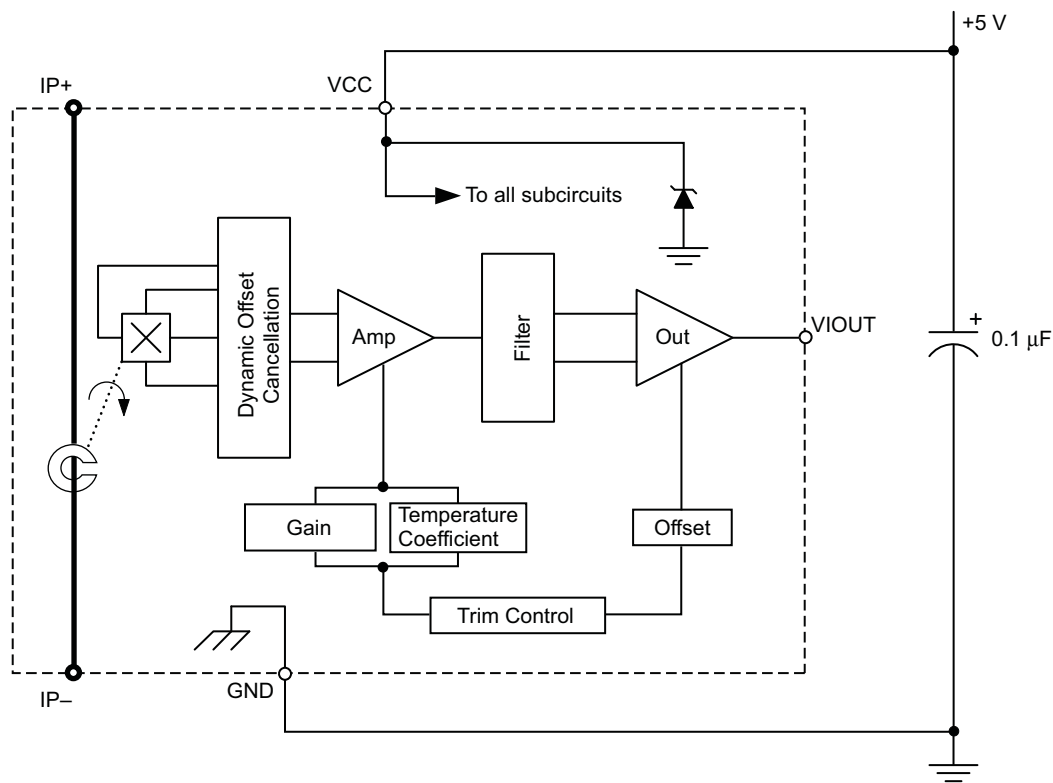 +5 V
VCC
IP+
To all subcircuits
Dynamic Offset
Cancellation
Amp
Filter
Out
VIOUT
+
0.1 µF
Gain
Temperature
Coefficient
Offset
Trim Control
GND
IP–